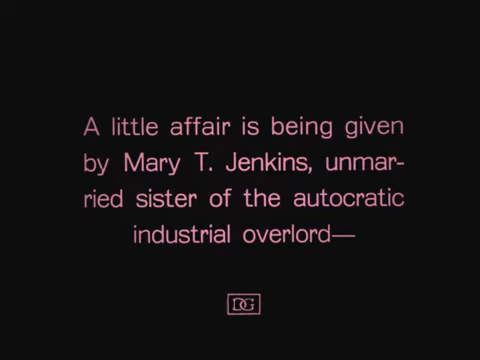 A little affair is being given
by Mary T. Jenkins, unmar-
ried sister of the autocratic
industrial overlord—
DG